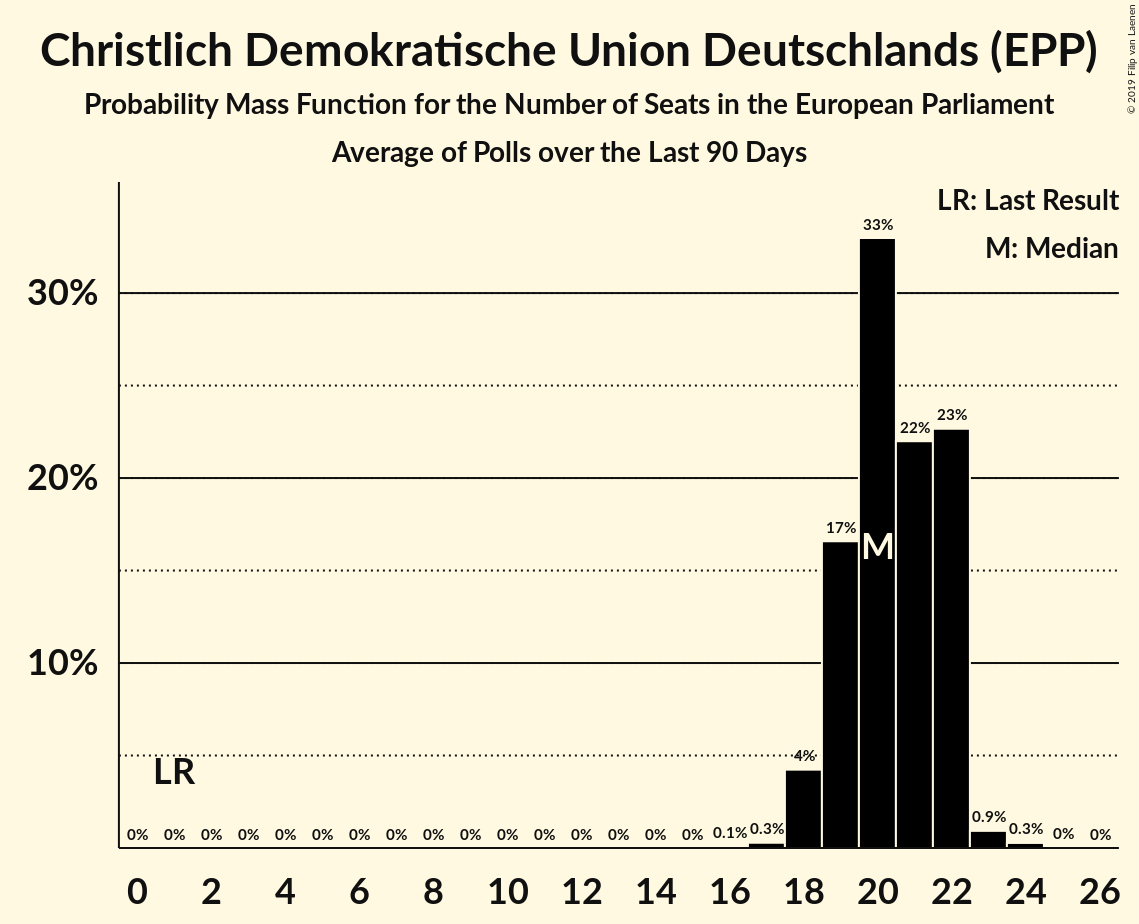 Christlich Demokratische Union Deutschlands (EPP)
Probability Mass Function for the Number of Seats in the European Parliament
Average of Polls over the Last 90 Days
© 2019 Filip van Laenen
LR: Last Result
M: Median
30%
20%
10%
33%
23%
22%
17%
M
4%
LR
0% 0% 0% 0% 0% 0% 0% 0% 0% 0% 0% 0% 0% 0% 0% 0% 0.1% 0.3% 0.9% 0.3% 0% 0%
0 2 4 6 8 10 12 14 16 18 20 22 24 26